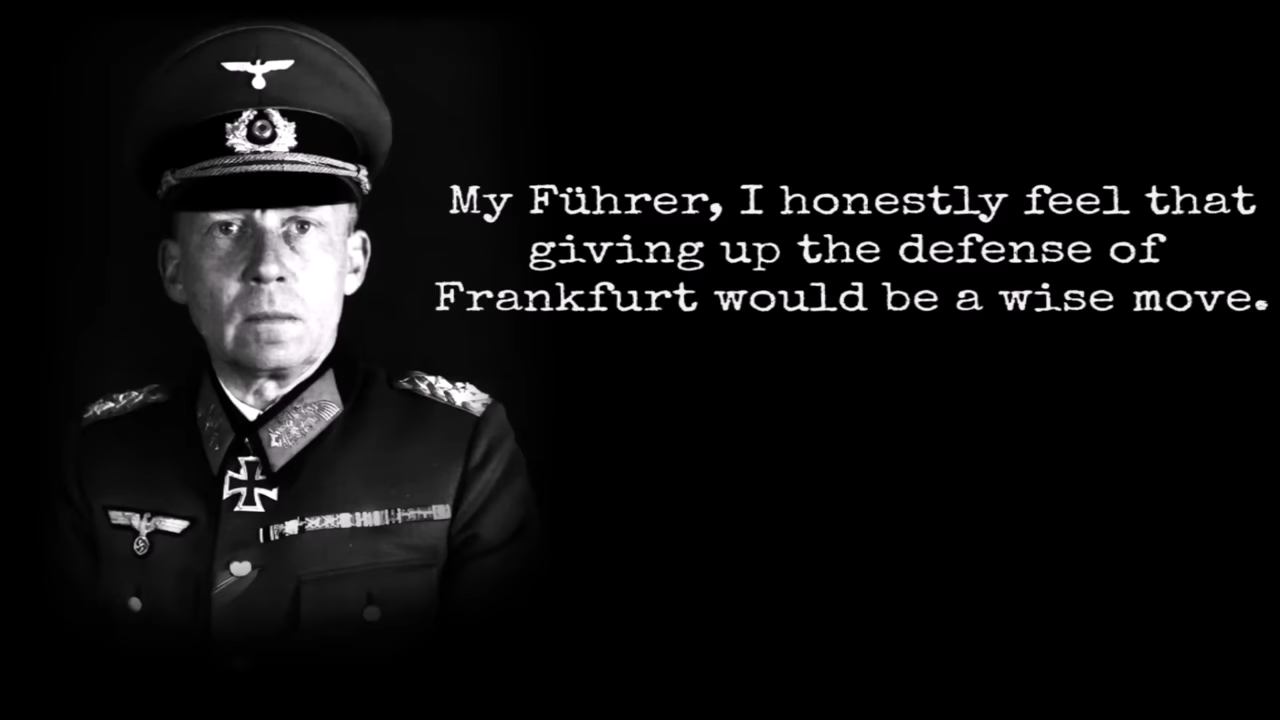 My Führer, I honestly feel that
giving up the defense of
Frankfurt would be a wise move.